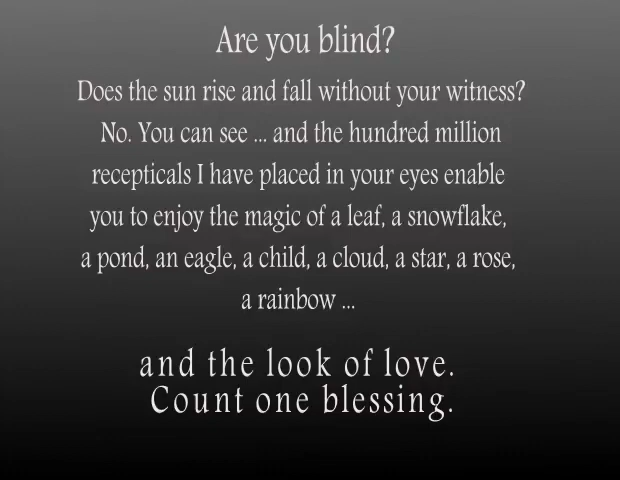 Are you blind?
Does the sun rise and fall without your witness?
No. You can see ... and the hundred million
recepticals I have placed in your eyes enable
you to enjoy the magic of a leaf, a snowflake,
a pond, an eagle, a child, a cloud, a star, a rose,
a rainbow ...
and the look of love.
Count one blessing.